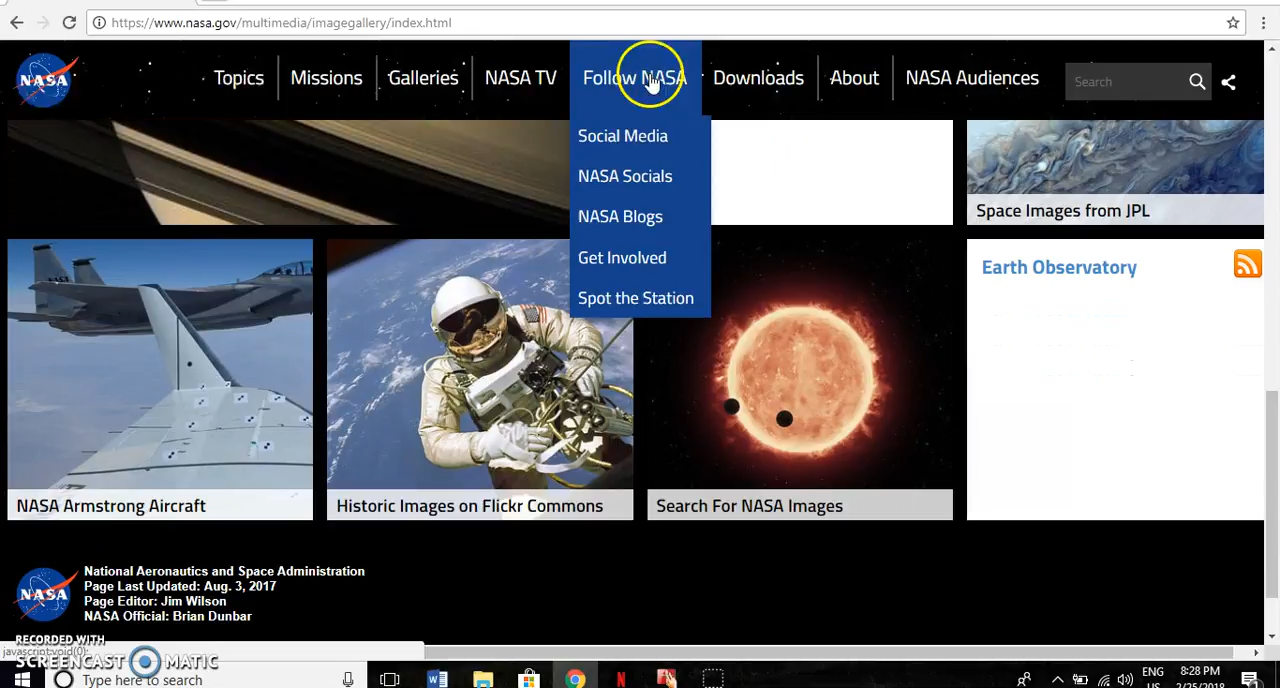 https://www.nasa.gov/multimedia/imagegallery/index.html
NASA
Topics
Missions
Galleries
NASA TV
Follow NASA
Downloads
About
NASA Audiences
Search
Social Media
NASA Socials
NASA Blogs
Get Involved
Spot the Station
Space Images from JPL
Earth Observatory
NASA Armstrong Aircraft
Historic Images on Flickr Commons
Search For NASA Images
NASA
National Aeronautics and Space Administration
Page Last Updated: Aug. 3, 2017
Page Editor: Jim Wilson
NASA Official: Brian Dunbar
RECORDED WITH
javascript:void(0);
SCREENCAST MATIC
Type here to search
ENG
8:28 PM
2/25/2018